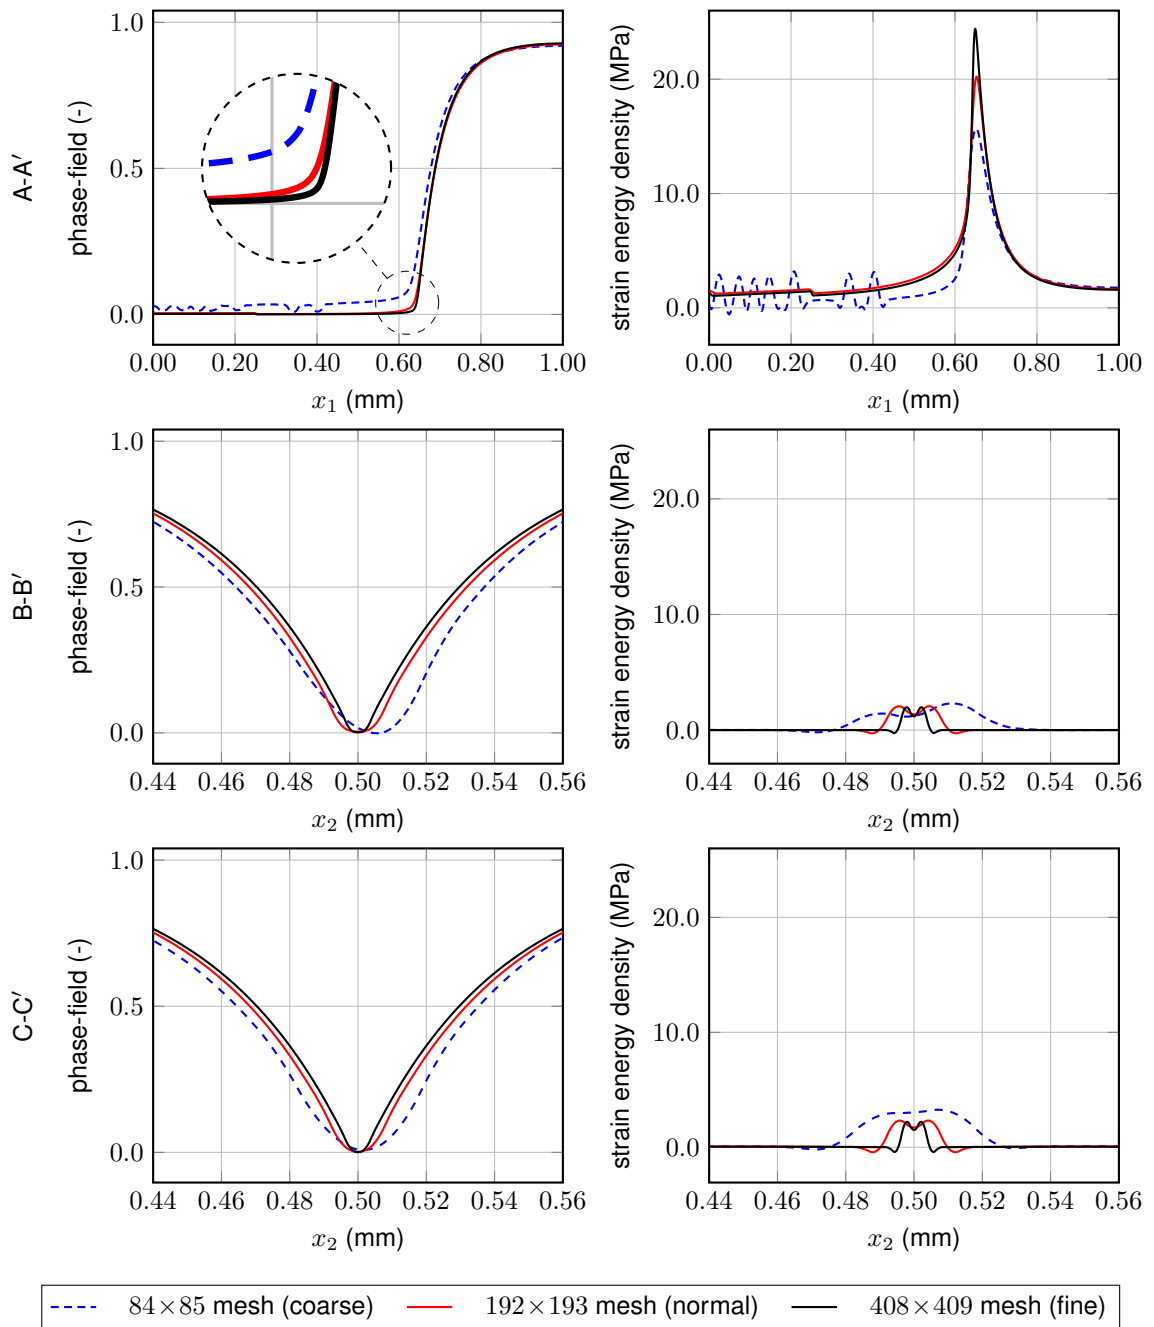 A-A′
phase-field (-)
1.0
0.5
0.0
0.00 0.20 0.40 0.60 0.80 1.00
x₁ (mm)
strain energy density (MPa)
20.0
10.0
0.0
0.00 0.20 0.40 0.60 0.80 1.00
x₁ (mm)
B-B′
phase-field (-)
1.0
0.5
0.0
0.44 0.46 0.48 0.50 0.52 0.54 0.56
x₂ (mm)
strain energy density (MPa)
20.0
10.0
0.0
0.44 0.46 0.48 0.50 0.52 0.54 0.56
x₂ (mm)
C-C′
phase-field (-)
1.0
0.5
0.0
0.44 0.46 0.48 0.50 0.52 0.54 0.56
x₂ (mm)
strain energy density (MPa)
20.0
10.0
0.0
0.44 0.46 0.48 0.50 0.52 0.54 0.56
x₂ (mm)
84×85 mesh (coarse) 192×193 mesh (normal) 408×409 mesh (fine)